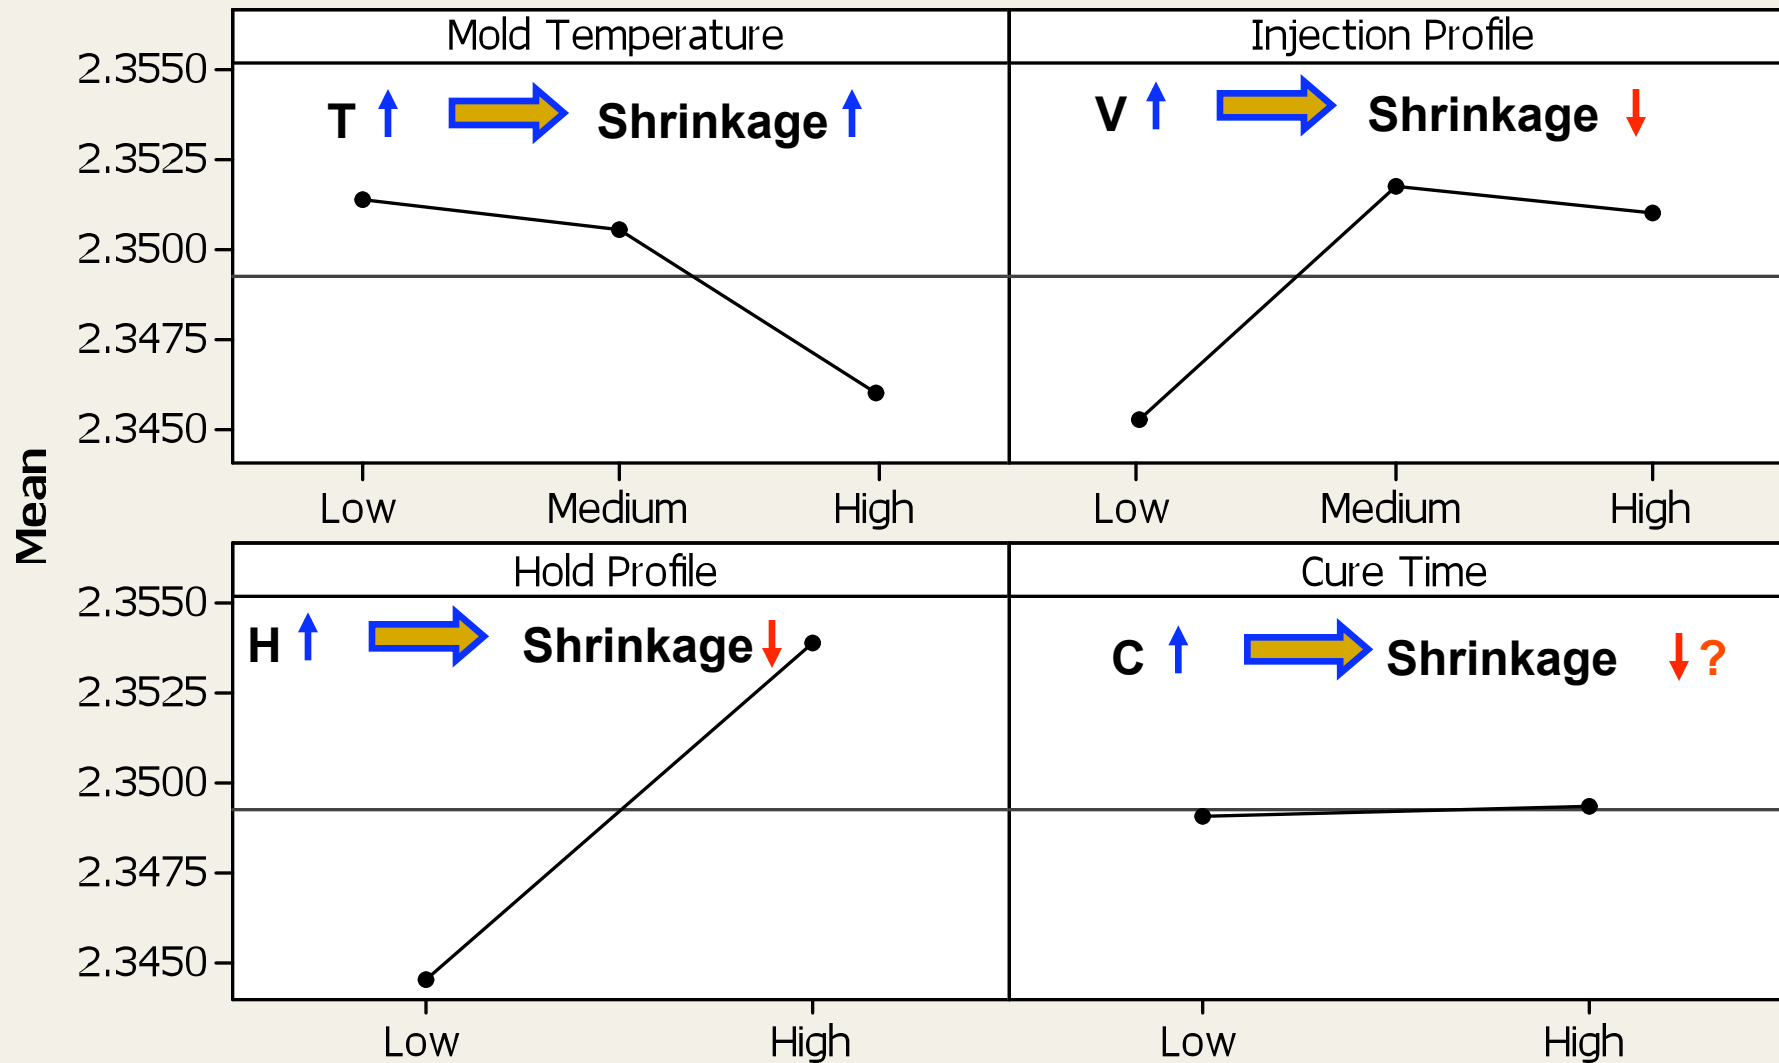 Mean
Mold Temperature
Injection Profile
2.3550
2.3525
2.3500
2.3475
2.3450
T Shrinkage
V Shrinkage
Low Medium High
Low Medium High
Hold Profile
Cure Time
2.3550
2.3525
2.3500
2.3475
2.3450
H Shrinkage
C Shrinkage ?
Low High
Low High